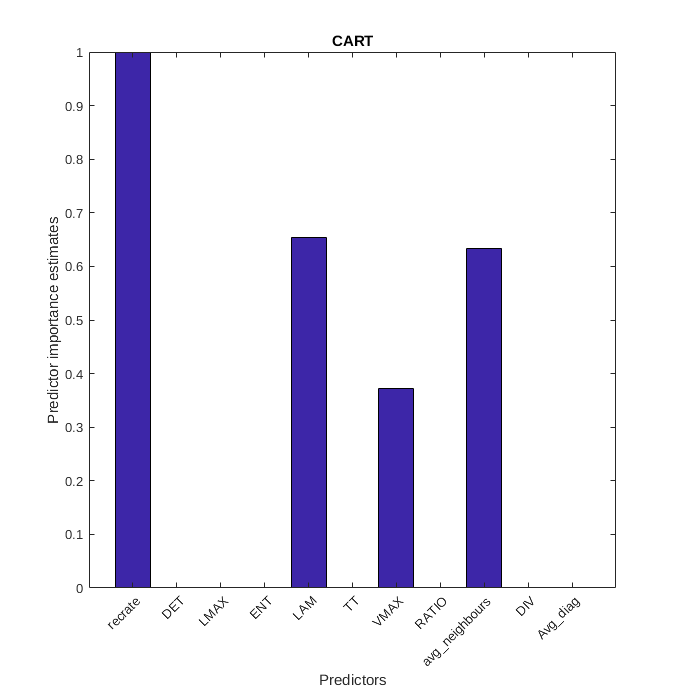 CART
Predictor importance estimates
1
0.9
0.8
0.7
0.6
0.5
0.4
0.3
0.2
0.1
0
recrate
DET
LMAX
ENT
LAM
TT
VMAX
RATIO
avg_neighbours
DIV
Avg_diag
Predictors